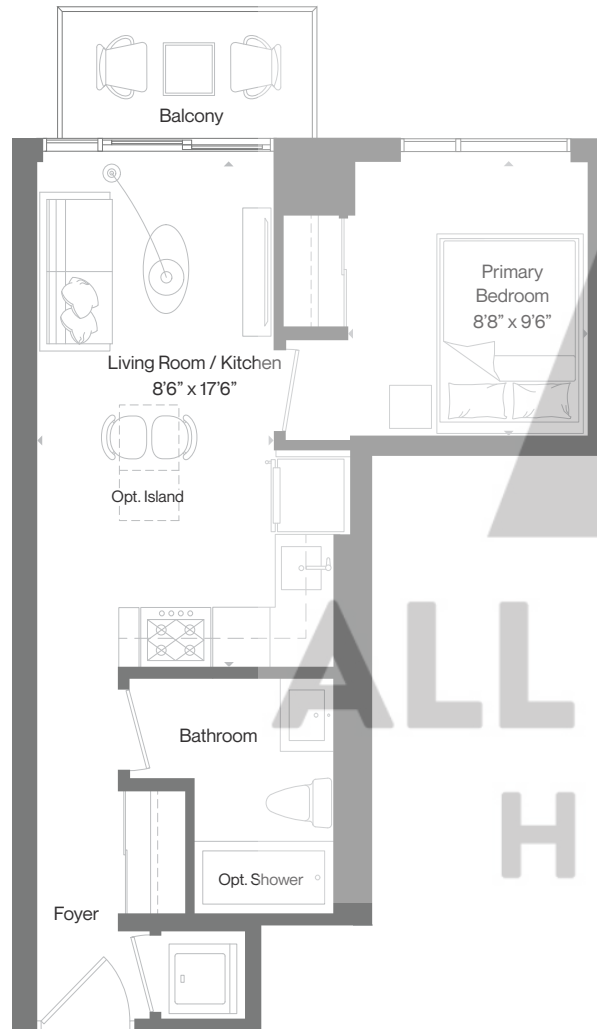 Balcony
Primary
Bedroom
8'8” x 9'6”
Living Room / Kitchen
8'6” x 17'6”
Opt. Island
ALL
Bathroom
H
Opt. Shower
Foyer